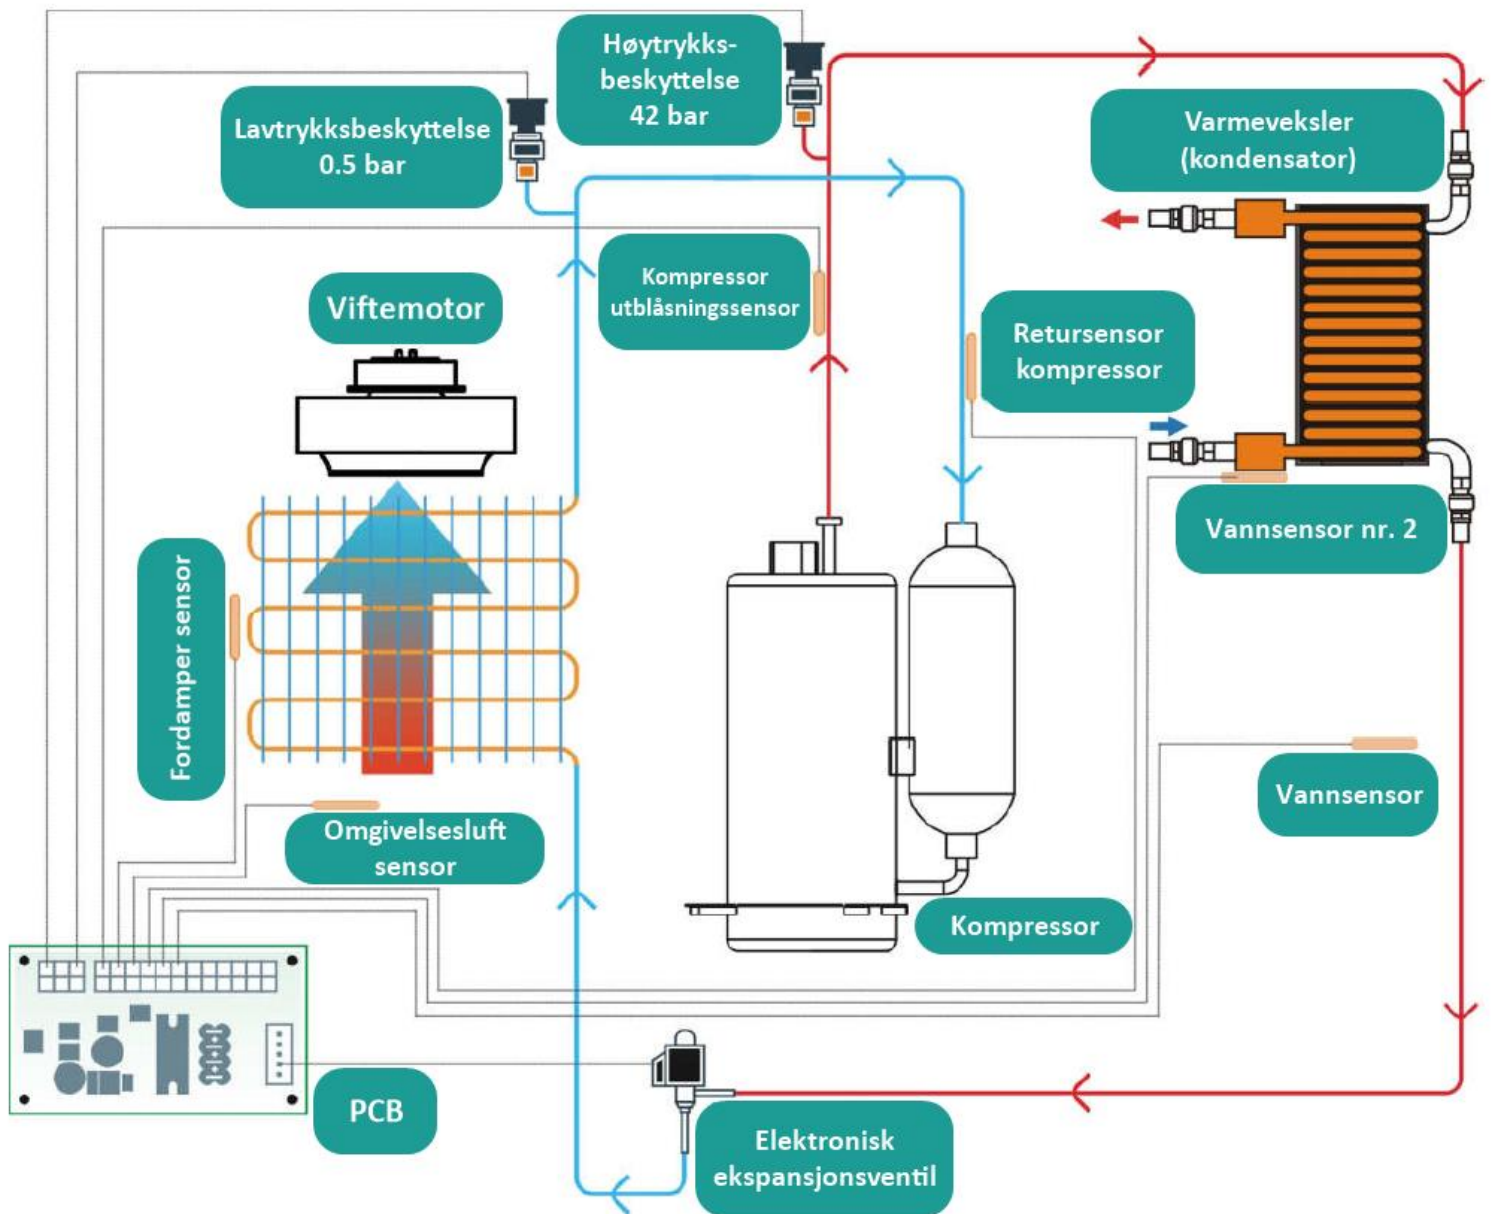 Høytrykks-
beskyttelse
42 bar
Lavtrykksbeskyttelse
0.5 bar
Varmeveksler
(kondensator)
Kompressor
utblåsningssensor
Viftemotor
Retursensor
kompressor
Vannsensor nr. 2
Fordamper sensor
Vannsensor
Omgivelsesluft
sensor
Kompressor
PCB
Elektronisk
ekspansjonsventil